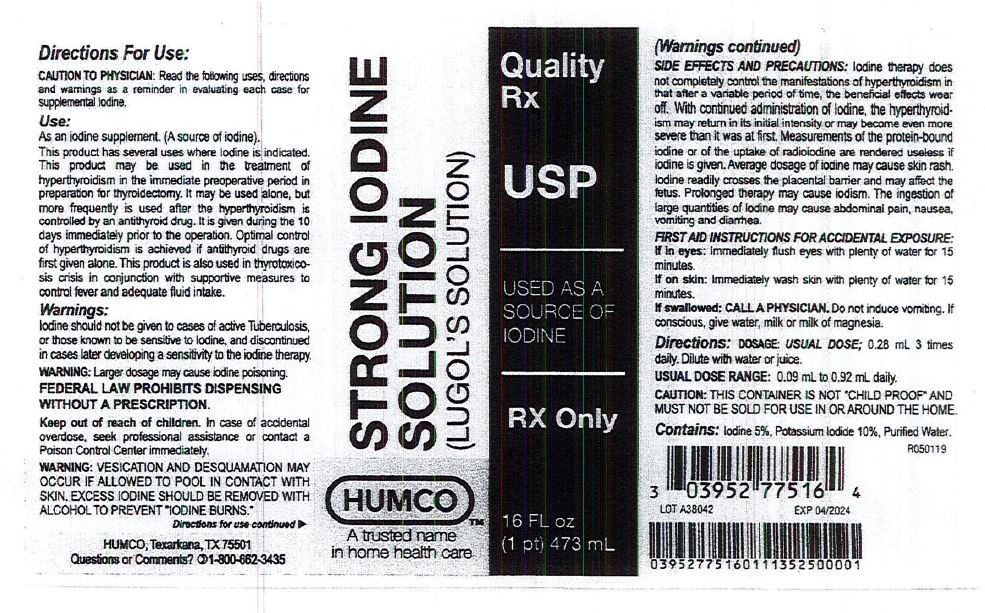 Directions For Use:
CAUTION TO PHYSICIAN: Read the following uses, directions
and warnings as a reminder in evaluating each case for
supplemental Iodine.
Use:
As an iodine supplement. (A source of iodine).
This product has several uses where Iodine is indicated.
This product may be used in the treatment of
hyperthyroidism in the immediate preoperative period in
preparation for thyroidectomy. It may be used alone, but
more frequently is used after the hyperthyroidism is
controlled by an antithyroid drug. It is given during the 10
days immediately prior to the operation. Optimal control
of hyperthyroidism is achieved if antithyroid drugs are
first given alone. This product is also used in thyrotoxico-
sis crisis in conjunction with supportive measures to
control fever and adequate fluid intake.
Warnings:
Iodine should not be given to cases of active Tuberculosis,
or those known to be sensitive to Iodine, and discontinued
in cases later developing a sensitivity to the iodine therapy.
WARNING: Larger dosage may cause iodine poisoning.
FEDERAL LAW PROHIBITS DISPENSING
WITHOUT A PRESCRIPTION.
Keep out of reach of children. In case of accidental
overdose, seek professional assistance or contact a
Poison Control Center immediately.
WARNING: VESICATION AND DESQUAMATION MAY
OCCUR IF ALLOWED TO POOL IN CONTACT WITH
SKIN. EXCESS IODINE SHOULD BE REMOVED WITH
ALCOHOL TO PREVENT "IODINE BURNS."
Directions for use continued ▶
HUMCO, Texarkana, TX 75501
Questions or Comments? ✆1-800-662-3435
STRONG IODINE
SOLUTION
(LUGOL'S SOLUTION)
HUMCO™
A trusted name
in home health care.
Quality
Rx
USP
USED AS A
SOURCE OF
IODINE
RX Only
16 FL oz
(1 pt) 473 mL
(Warnings continued)
SIDE EFFECTS AND PRECAUTIONS: Iodine therapy does
not completely control the manifestations of hyperthyroidism in
that after a variable period of time, the beneficial effects wear
off. With continued administration of Iodine, the hyperthyroid-
ism may return in its initial intensity or may become even more
severe than it was at first. Measurements of the protein-bound
iodine or of the uptake of radioiodine are rendered useless if
iodine is given. Average dosage of iodine may cause skin rash.
Iodine readily crosses the placental barrier and may affect the
fetus. Prolonged therapy may cause iodism. The ingestion of
large quantities of Iodine may cause abdominal pain, nausea,
vomiting and diarrhea.
FIRST AID INSTRUCTIONS FOR ACCIDENTAL EXPOSURE:
If in eyes: Immediately flush eyes with plenty of water for 15
minutes.
If on skin: Immediately wash skin with plenty of water for 15
minutes.
If swallowed: CALL A PHYSICIAN. Do not induce vomiting. If
conscious, give water, milk or milk of magnesia.
Directions: DOSAGE: USUAL DOSE; 0.28 mL 3 times
daily. Dilute with water or juice.
USUAL DOSE RANGE: 0.09 mL to 0.92 mL daily.
CAUTION: THIS CONTAINER IS NOT "CHILD PROOF" AND
MUST NOT BE SOLD FOR USE IN OR AROUND THE HOME.
Contains: Iodine 5%, Potassium Iodide 10%, Purified Water.
R050119
3 03952 77516 4
LOT A38042 EXP 04/2024
03952775160111352500001